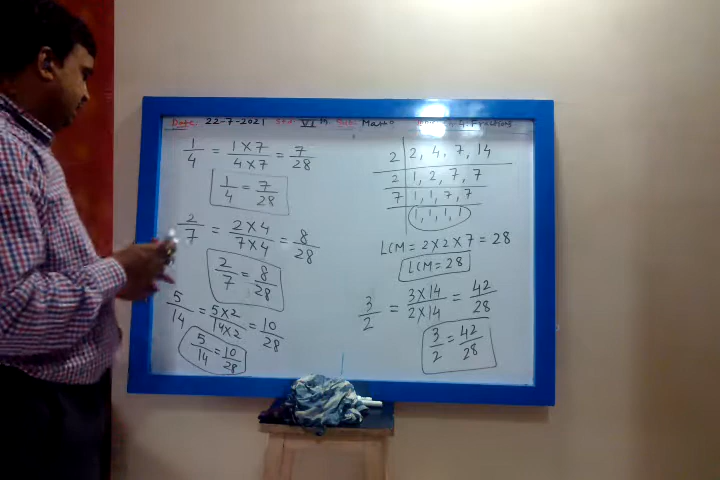 Date 22-7-2021 Std: VI th Sub: Maths 4. Fractions
1/4 = 1×7/4×7 = 7/28
1/4 = 7/28
2/7 = 2×4/7×4 = 8/28
2/7 = 8/28
5/14 = 5×2/14×2 = 10/28
5/14 = 10/28
2 | 2, 4, 7, 14
2 | 1, 2, 7, 7
7 | 1, 1, 7, 7
1, 1, 1, 1
LCM = 2×2×7 = 28
LCM = 28
3/2 = 3×14/2×14 = 42/28
3/2 = 42/28